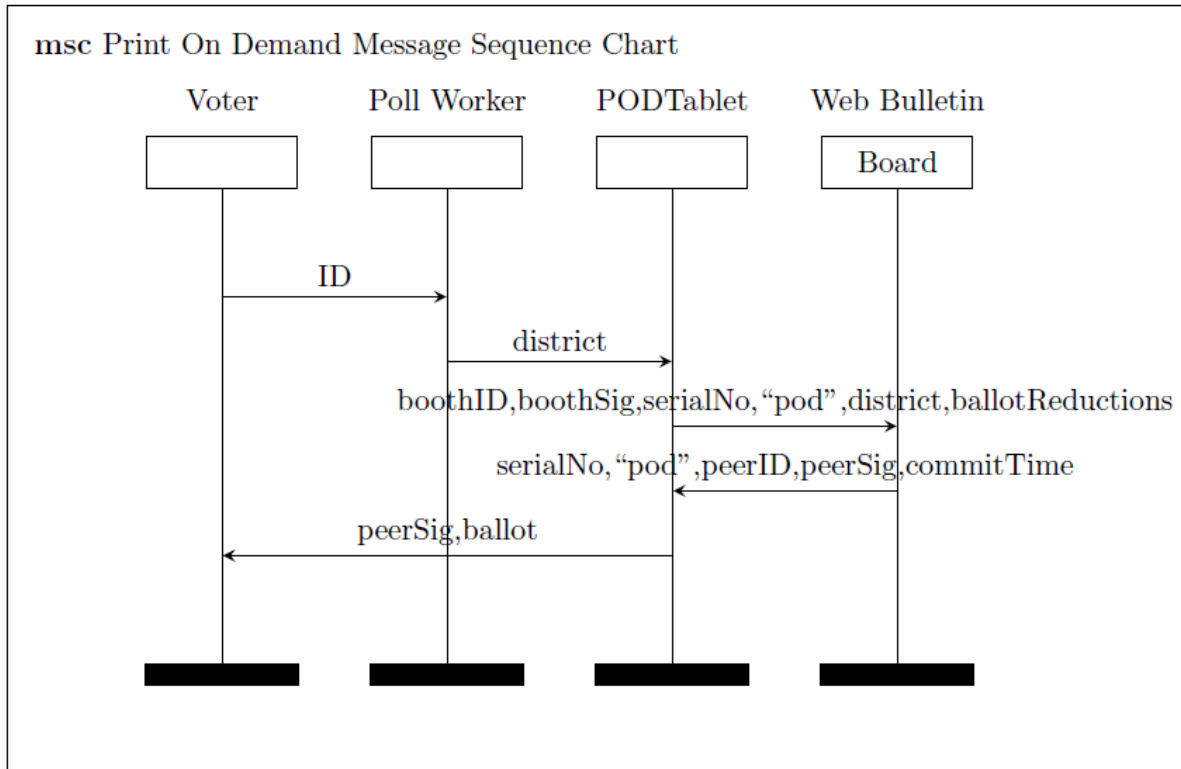 msc Print On Demand Message Sequence Chart
Voter
Poll Worker
PODTablet
Web Bulletin
Board
ID
district
boothID,boothSig,serialNo,“pod”,district,ballotReductions
serialNo,“pod”,peerID,peerSig,commitTime
peerSig,ballot